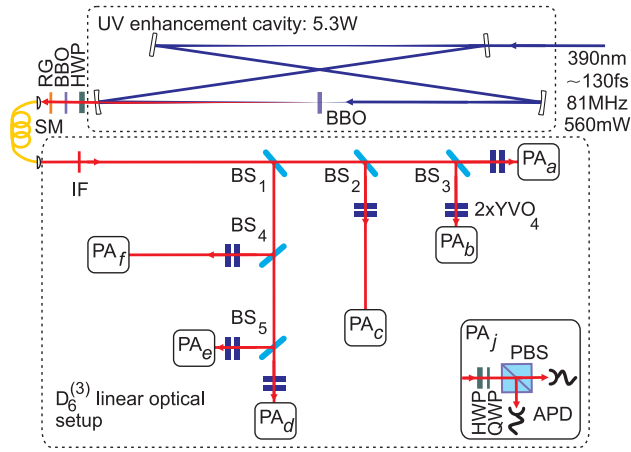 UV enhancement cavity: 5.3W
390nm
~130fs
81MHz
560mW
RG
BBO
HWP
BBO
SM
IF
BS1
BS2
BS3
PAa
2xYVO4
PAb
BS4
PAf
PAc
BS5
PAe
PAd
D6(3) linear optical
setup
PAj
PBS
HWP
QWP
APD